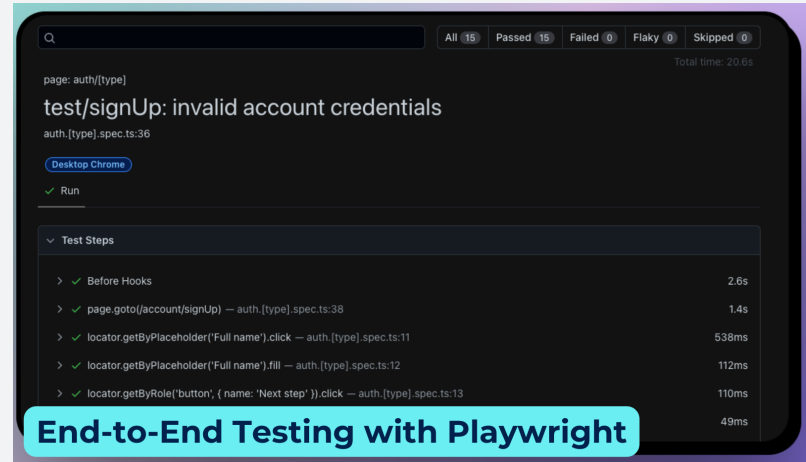 All 15 Passed 15 Failed 0 Flaky 0 Skipped 0
Total time: 20.6s
page: auth/[type]
test/signUp: invalid account credentials
auth.[type].spec.ts:36
Desktop Chrome
Run
Test Steps
Before Hooks 2.6s
page.goto(/account/signUp) — auth.[type].spec.ts:38 1.4s
locator.getByPlaceholder('Full name').click — auth.[type].spec.ts:11 538ms
locator.getByPlaceholder('Full name').fill — auth.[type].spec.ts:12 112ms
locator.getByRole('button', { name: 'Next step' }).click — auth.[type].spec.ts:13 110ms
49ms
End-to-End Testing with Playwright